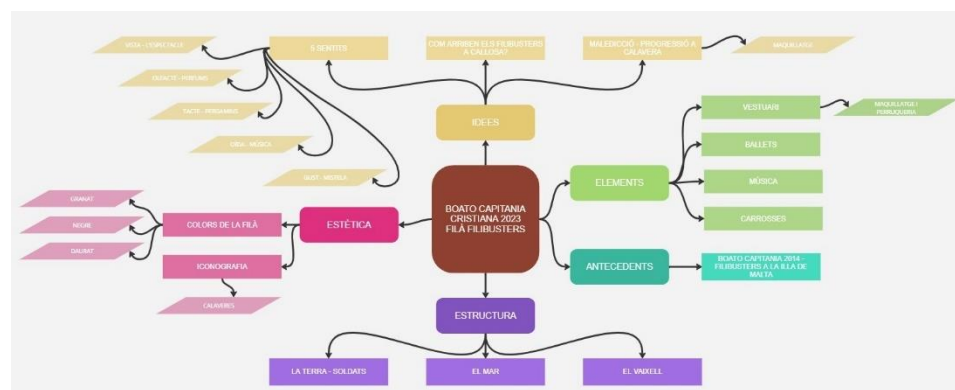 VISTA - L'ESPECTACLE
OLFACTE - PERFUMS
TACTE - PERGAMINS
OÏDA - MÚSICA
GUST - MISTELA
5 SENTITS
COM ARRIBEN ELS FILIBUSTERS
A CALLOSA?
MALEDICCIÓ - PROGRESSIÓ A
CALAVERA
MAQUILLATGE
IDEES
BOATO CAPITANIA
CRISTIANA 2023
FILÀ FILIBUSTERS
ELEMENTS
VESTUARI
MAQUILLATGE I
PERRUQUERIA
BALLETS
MÚSICA
CARROSSES
ANTECEDENTS
BOATO CAPITANIA 2014 -
FILIBUSTERS A LA ILLA DE
MALTA
ESTÈTICA
COLORS DE LA FILÀ
GRANAT
NEGRE
DAURAT
ICONOGRAFIA
CALAVERES
ESTRUCTURA
LA TERRA - SOLDATS
EL MAR
EL VAIXELL